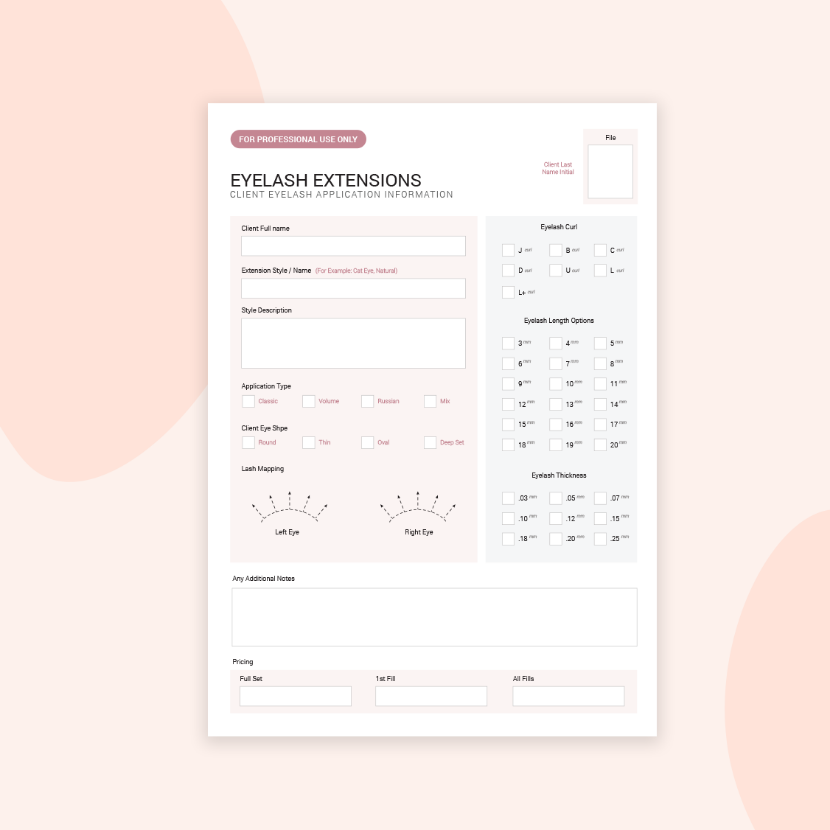 FOR PROFESSIONAL USE ONLY
File
Client Last
Name Initial
EYELASH EXTENSIONS
CLIENT EYELASH APPLICATION INFORMATION
Client Full name
Extension Style / Name (For Example: Cat Eye, Natural)
Style Description
Application Type
Classic Volume Russian Mix
Client Eye Shpe
Round Thin Oval Deep Set
Lash Mapping
Left Eye Right Eye
Eyelash Curl
J curl B curl C curl
D curl U curl L curl
L+ curl
Eyelash Length Options
3 mm 4 mm 5 mm
6 mm 7 mm 8 mm
9 mm 10 mm 11 mm
12 mm 13 mm 14 mm
15 mm 16 mm 17 mm
18 mm 19 mm 20 mm
Eyelash Thickness
.03 mm .05 mm .07 mm
.10 mm .12 mm .15 mm
.18 mm .20 mm .25 mm
Any Additional Notes
Pricing
Full Set 1st Fill All Fills